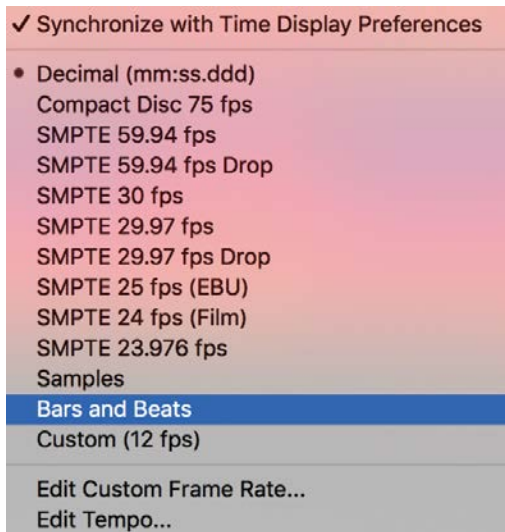 ✓ Synchronize with Time Display Preferences
• Decimal (mm:ss.ddd)
Compact Disc 75 fps
SMPTE 59.94 fps
SMPTE 59.94 fps Drop
SMPTE 30 fps
SMPTE 29.97 fps
SMPTE 29.97 fps Drop
SMPTE 25 fps (EBU)
SMPTE 24 fps (Film)
SMPTE 23.976 fps
Samples
Bars and Beats
Custom (12 fps)
Edit Custom Frame Rate...
Edit Tempo...